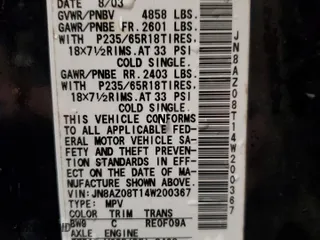 DATE 8/03
GVWR/PNBV 4858 LBS.
GAWR/PNBE FR. 2601 LBS.
WITH P235/65R18TIRES.
18X7½RIMS. AT 33 PSI
COLD SINGLE.
GAWR/PNBE RR. 2403 LBS.
WITH P235/65R18TIRES.
18X7½RIMS. AT 33 PSI
COLD SINGLE.
THIS VEHICLE CONFORMS
TO ALL APPLICABLE FED-
ERAL MOTOR VEHICLE SA-
FETY AND THEFT PREVEN-
TION STANDARDS IN EFF-
ECT ON THE DATE OF MA-
NUFACTURE SHOWN ABOVE.
VIN:JN8AZ08T14W200367
TYPE: MPV
COLOR TRIM TRANS
BW9 C RE0F09A
JN8AZ08T14W200367